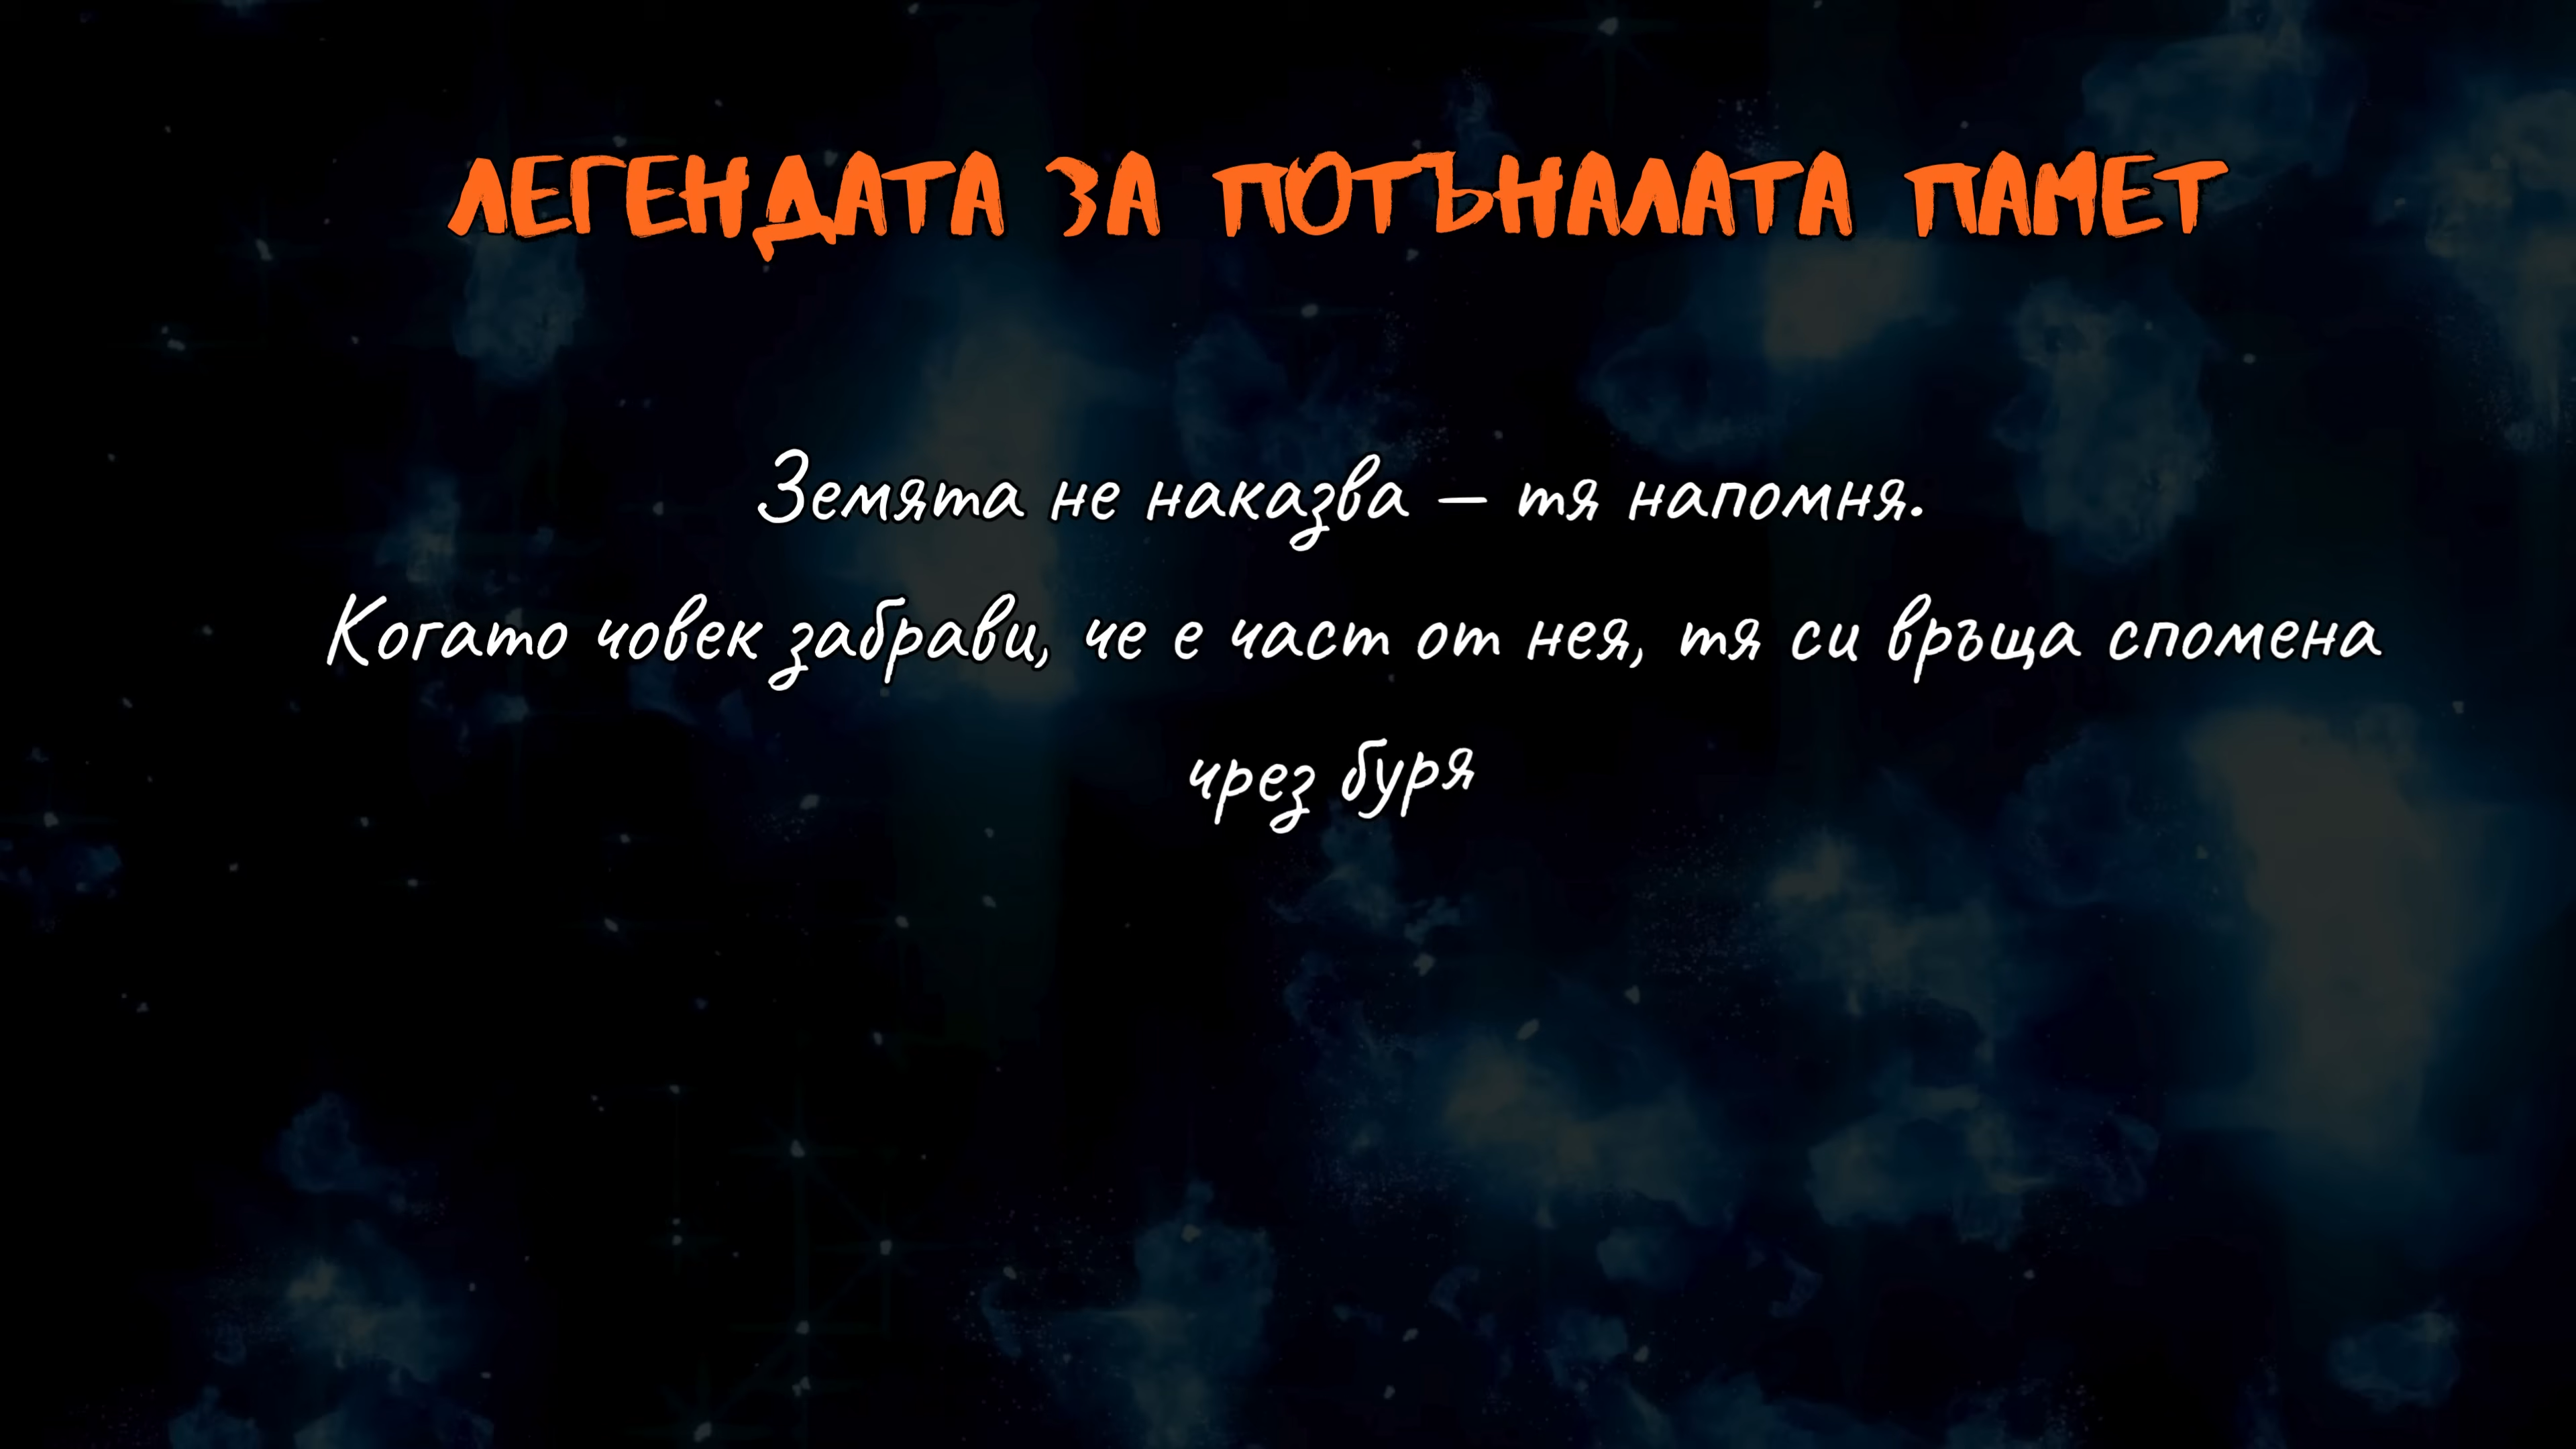 ЛЕГЕНДАТА ЗА ПОТЪНАЛАТА ПАМЕТ
Земята не наказва – тя напомня.
Когато човек забрави, че е част от нея, тя си връща спомена
чрез буря